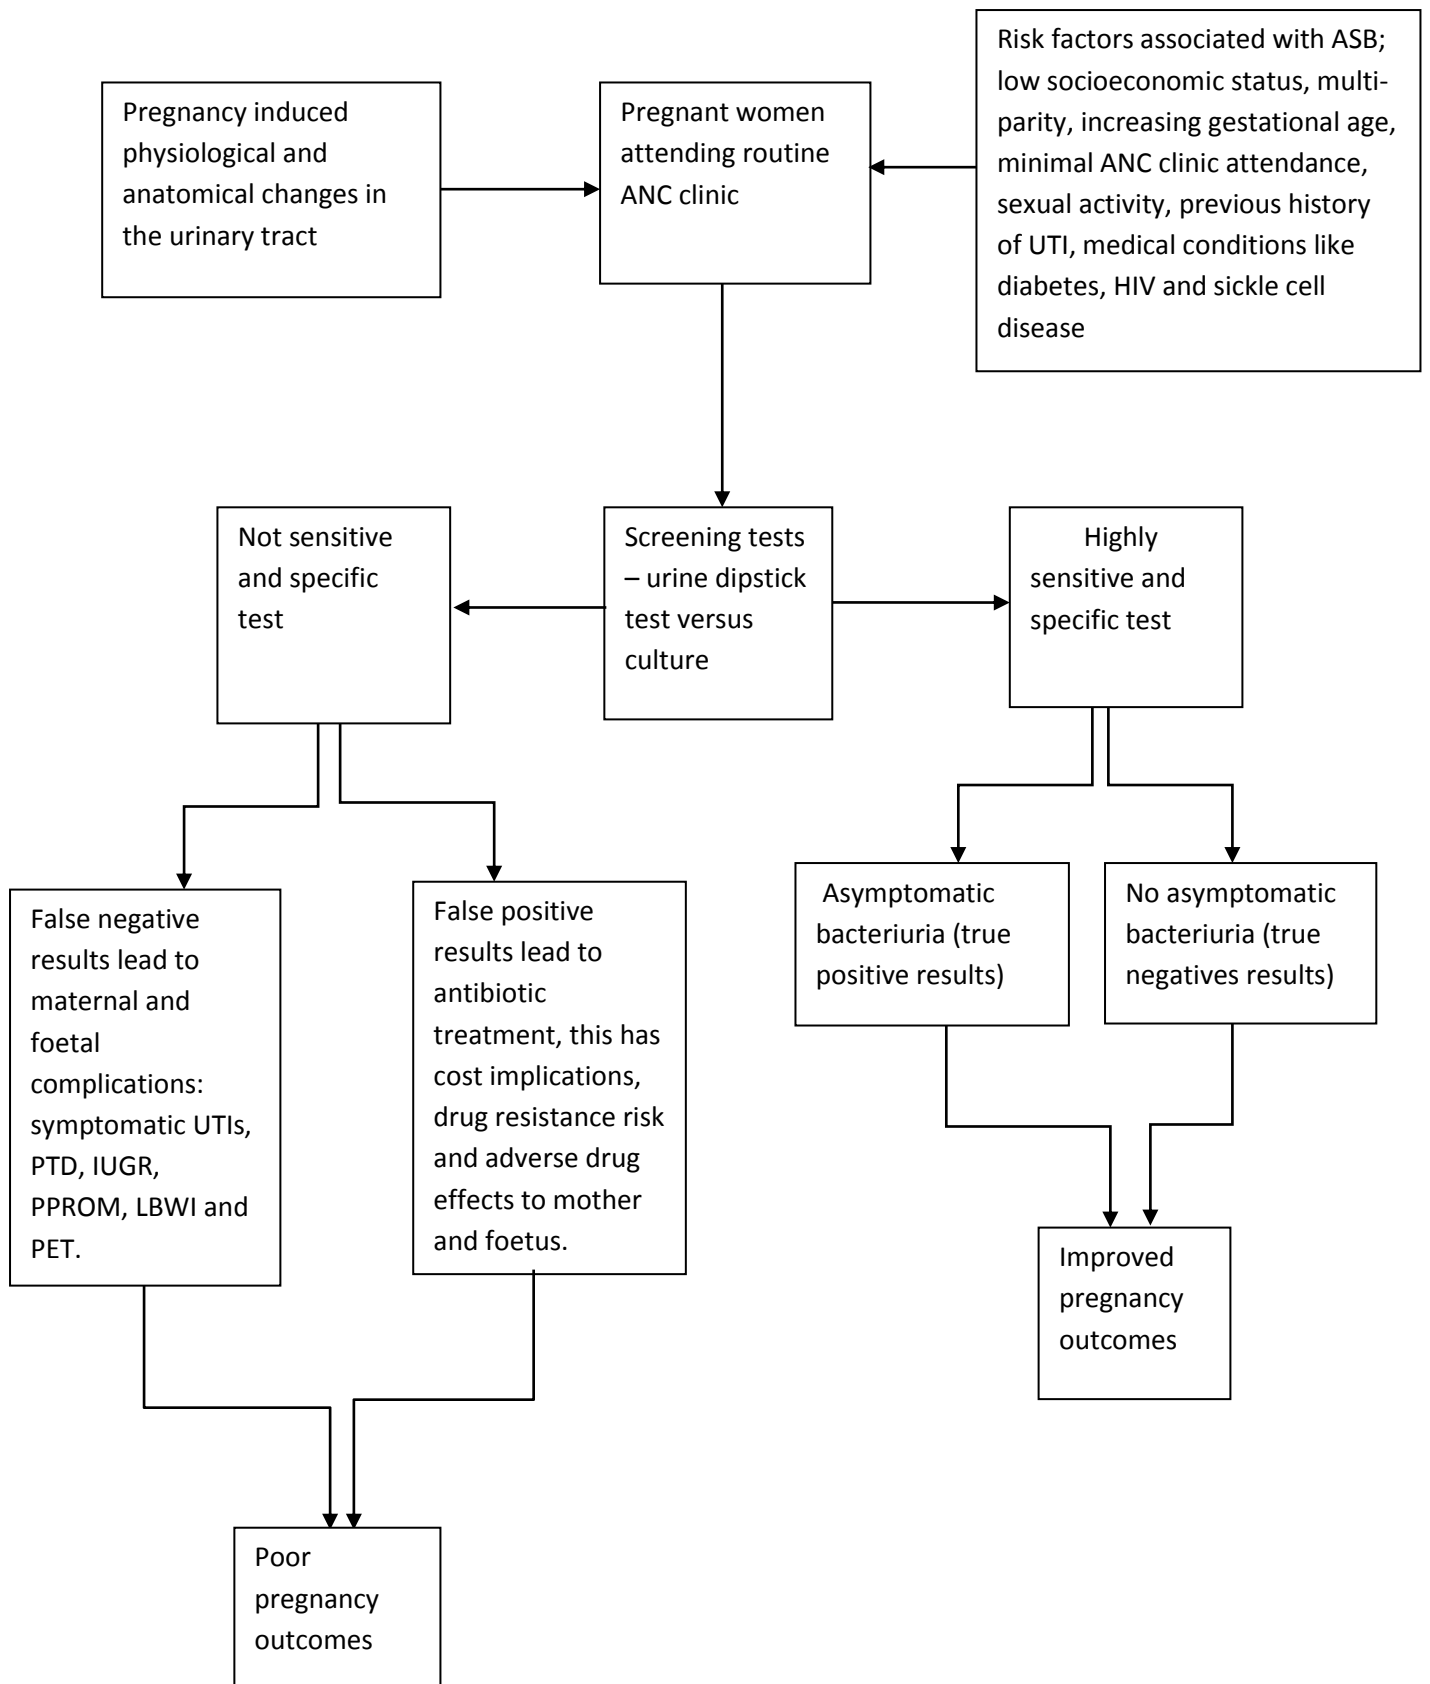 Pregnancy induced
physiological and
anatomical changes in
the urinary tract
Pregnant women
attending routine
ANC clinic
Risk factors associated with ASB;
low socioeconomic status, multi-
parity, increasing gestational age,
minimal ANC clinic attendance,
sexual activity, previous history
of UTI, medical conditions like
diabetes, HIV and sickle cell
disease
Not sensitive
and specific
test
Screening tests
– urine dipstick
test versus
culture
Highly
sensitive and
specific test
False negative
results lead to
maternal and
foetal
complications:
symptomatic UTIs,
PTD, IUGR,
PPROM, LBWI and
PET.
False positive
results lead to
antibiotic
treatment, this has
cost implications,
drug resistance risk
and adverse drug
effects to mother
and foetus.
Asymptomatic
bacteriuria (true
positive results)
No asymptomatic
bacteriuria (true
negatives results)
Improved
pregnancy
outcomes
Poor
pregnancy
outcomes